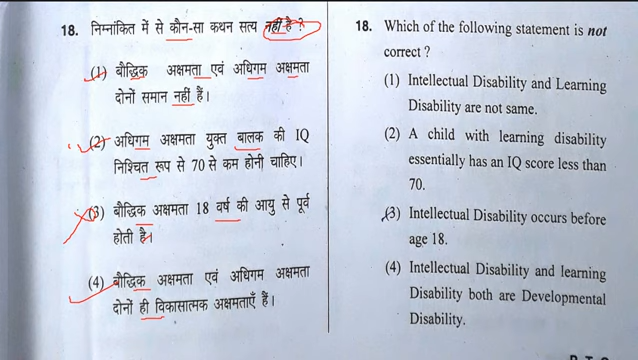 18. निम्नांकित में से कौन-सा कथन सत्य नहीं है ?
(1) बौद्धिक अक्षमता एवं अधिगम अक्षमता
दोनों समान नहीं हैं।
(2) अधिगम अक्षमता युक्त बालक की IQ
निश्चित रूप से 70 से कम होनी चाहिए।
(3) बौद्धिक अक्षमता 18 वर्ष की आयु से पूर्व
होती है।
(4) बौद्धिक अक्षमता एवं अधिगम अक्षमता
दोनों ही विकासात्मक अक्षमताएँ हैं।
18. Which of the following statement is not
correct ?
(1) Intellectual Disability and Learning
Disability are not same.
(2) A child with learning disability
essentially has an IQ score less than
70.
(3) Intellectual Disability occurs before
age 18.
(4) Intellectual Disability and learning
Disability both are Developmental
Disability.